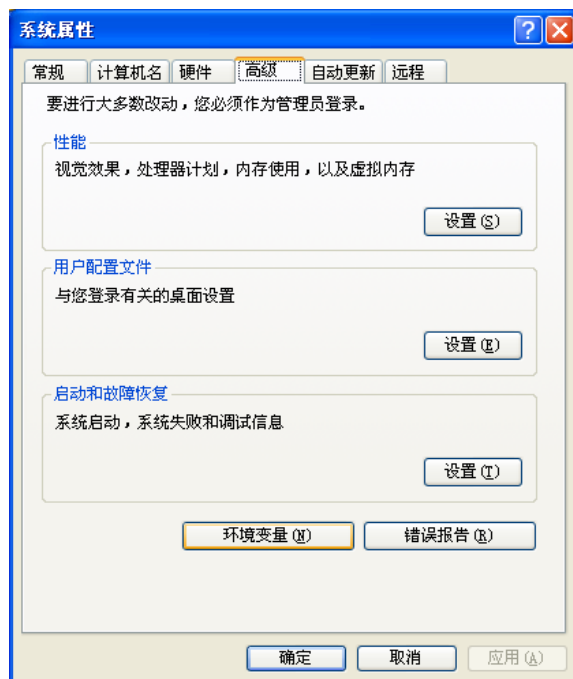 系统属性
常规 计算机名 硬件 高级 自动更新 远程
要进行大多数改动，您必须作为管理员登录。
性能
视觉效果，处理器计划，内存使用，以及虚拟内存
设置(S)
用户配置文件
与您登录有关的桌面设置
设置(E)
启动和故障恢复
系统启动，系统失败和调试信息
设置(T)
环境变量(N) 错误报告(R)
确定 取消 应用(A)